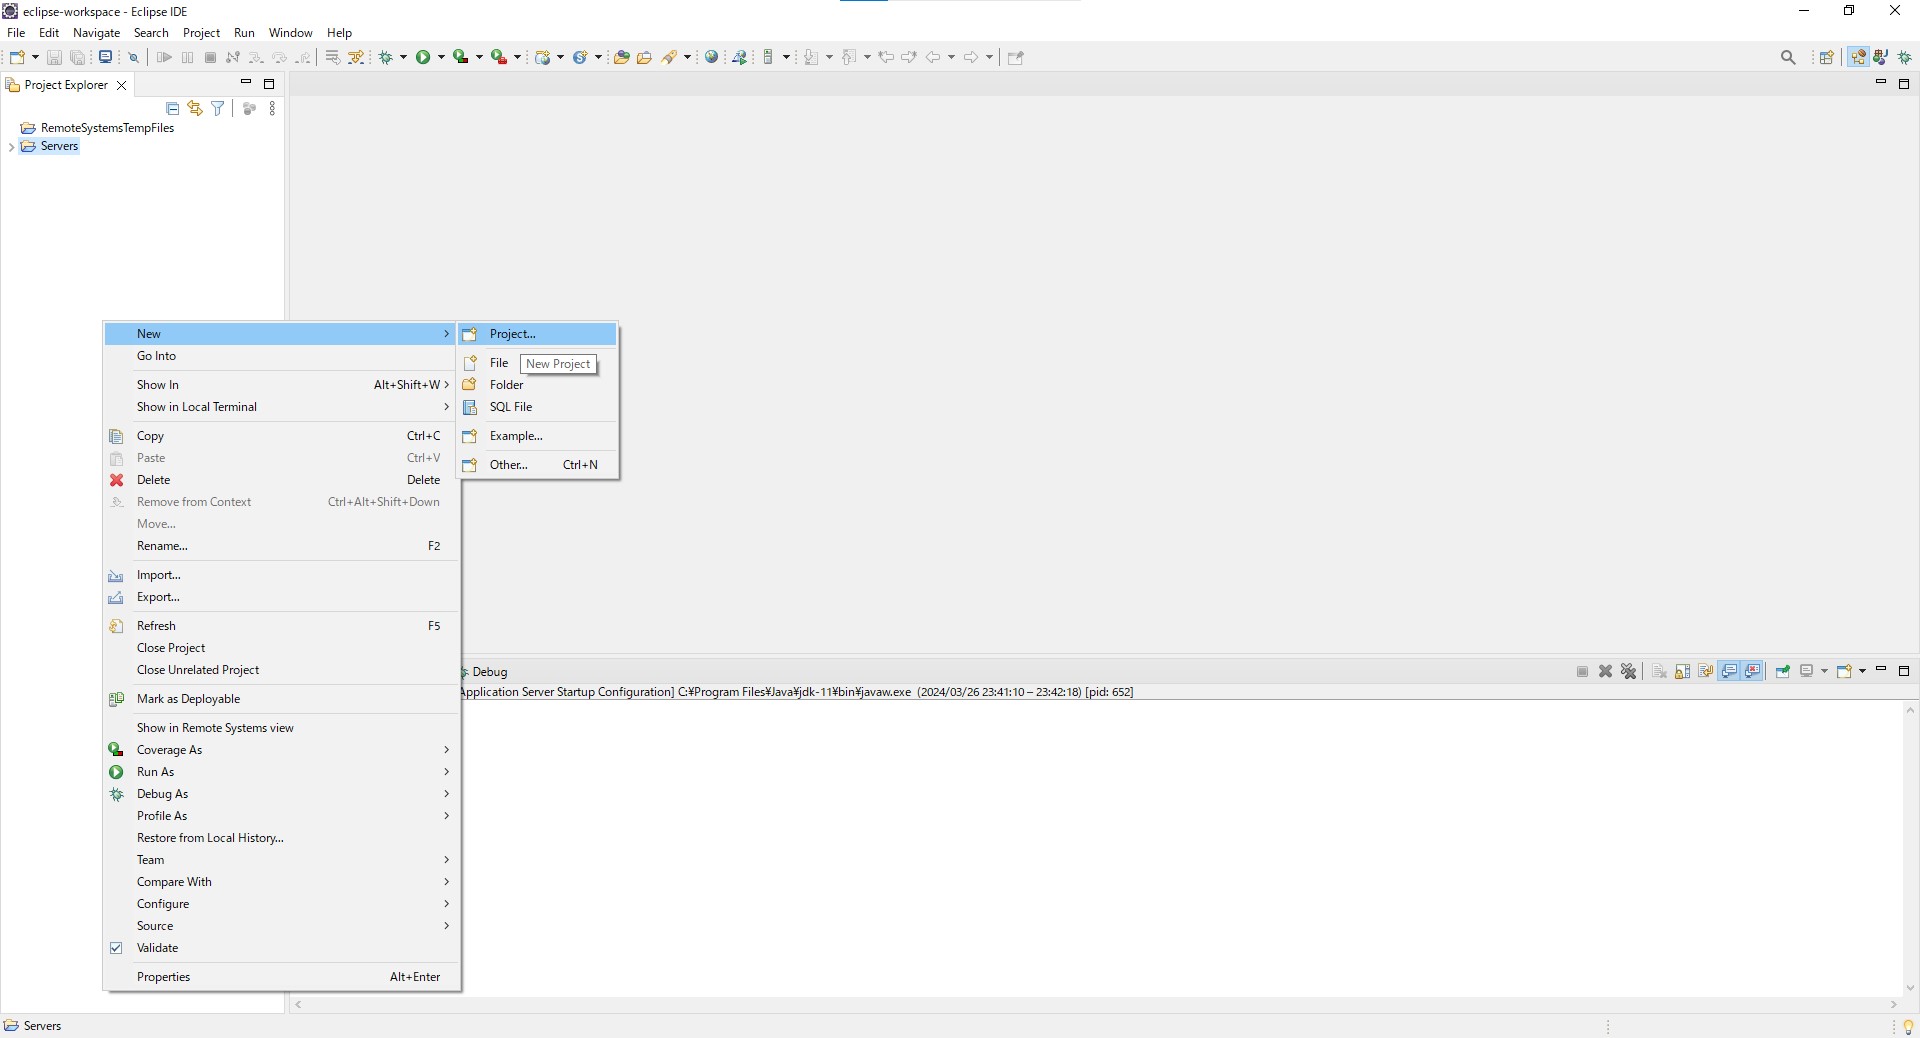 eclipse-workspace - Eclipse IDE
File Edit Navigate Search Project Run Window Help
Project Explorer
RemoteSystemsTempFiles
Servers
New
Go Into
Show In Alt+Shift+W
Show in Local Terminal
Copy Ctrl+C
Paste Ctrl+V
Delete Delete
Remove from Context Ctrl+Alt+Shift+Down
Move...
Rename... F2
Import...
Export...
Refresh F5
Close Project
Close Unrelated Project
Mark as Deployable
Show in Remote Systems view
Coverage As
Run As
Debug As
Profile As
Restore from Local History...
Team
Compare With
Configure
Source
Validate
Properties Alt+Enter
Project...
File
New Project
Folder
SQL File
Example...
Other... Ctrl+N
Debug
Application Server Startup Configuration] C:¥Program Files¥Java¥jdk-11¥bin¥javaw.exe (2024/03/26 23:41:10 – 23:42:18) [pid: 652]
Servers